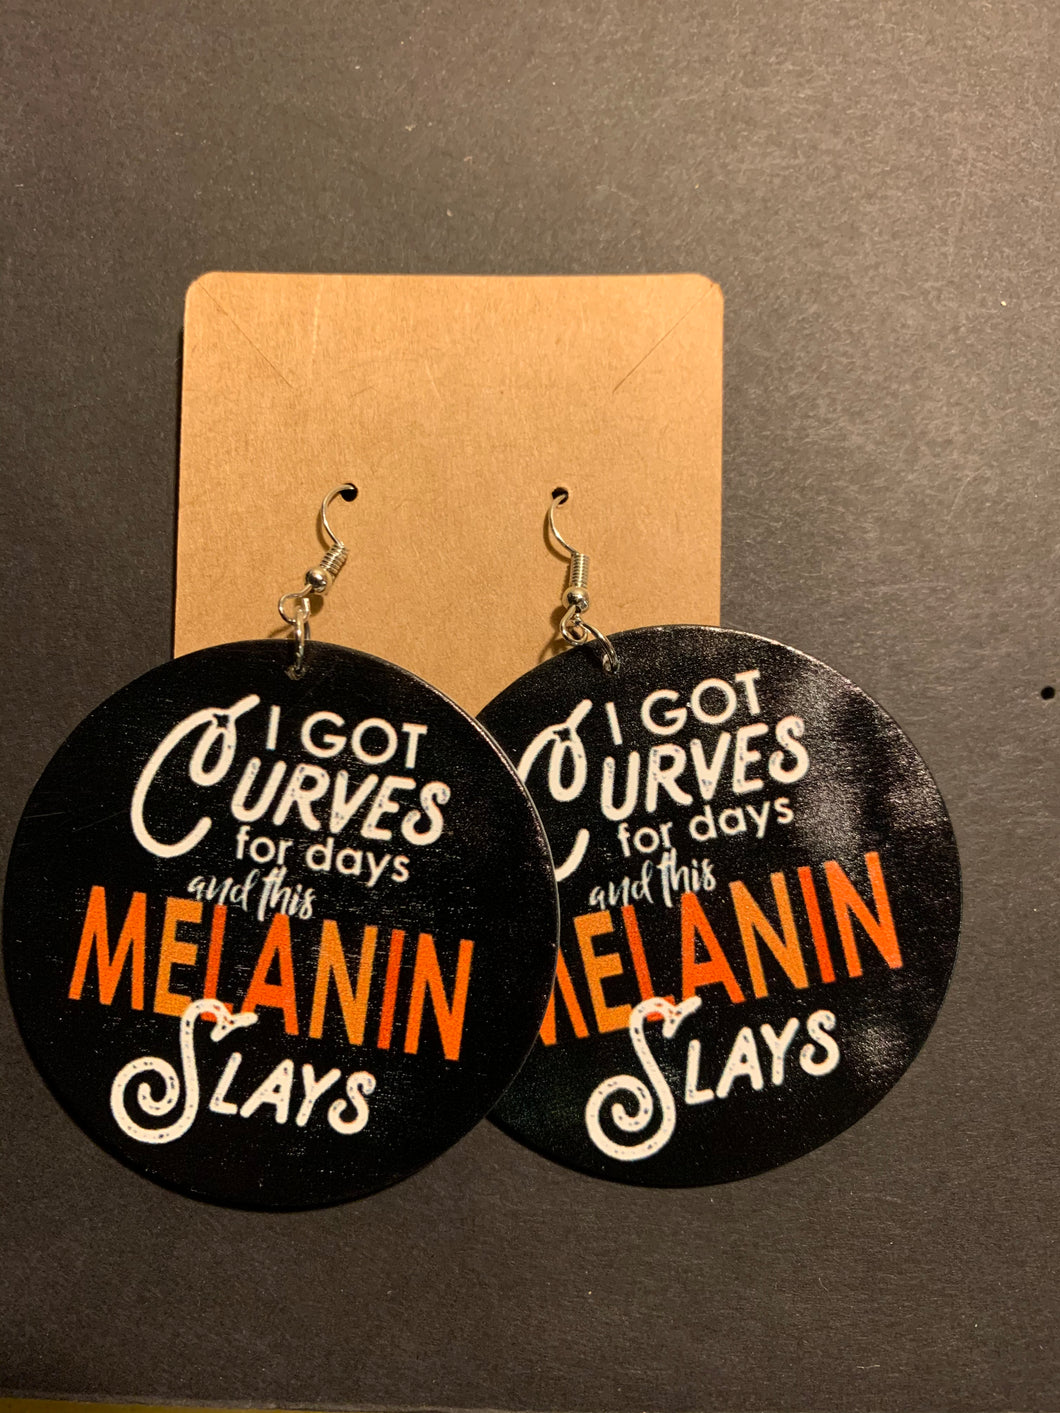 I GOT
CURVES
for days
and this
MELANIN
SLAYS
I GOT
CURVES
for days
and this
MELANIN
SLAYS